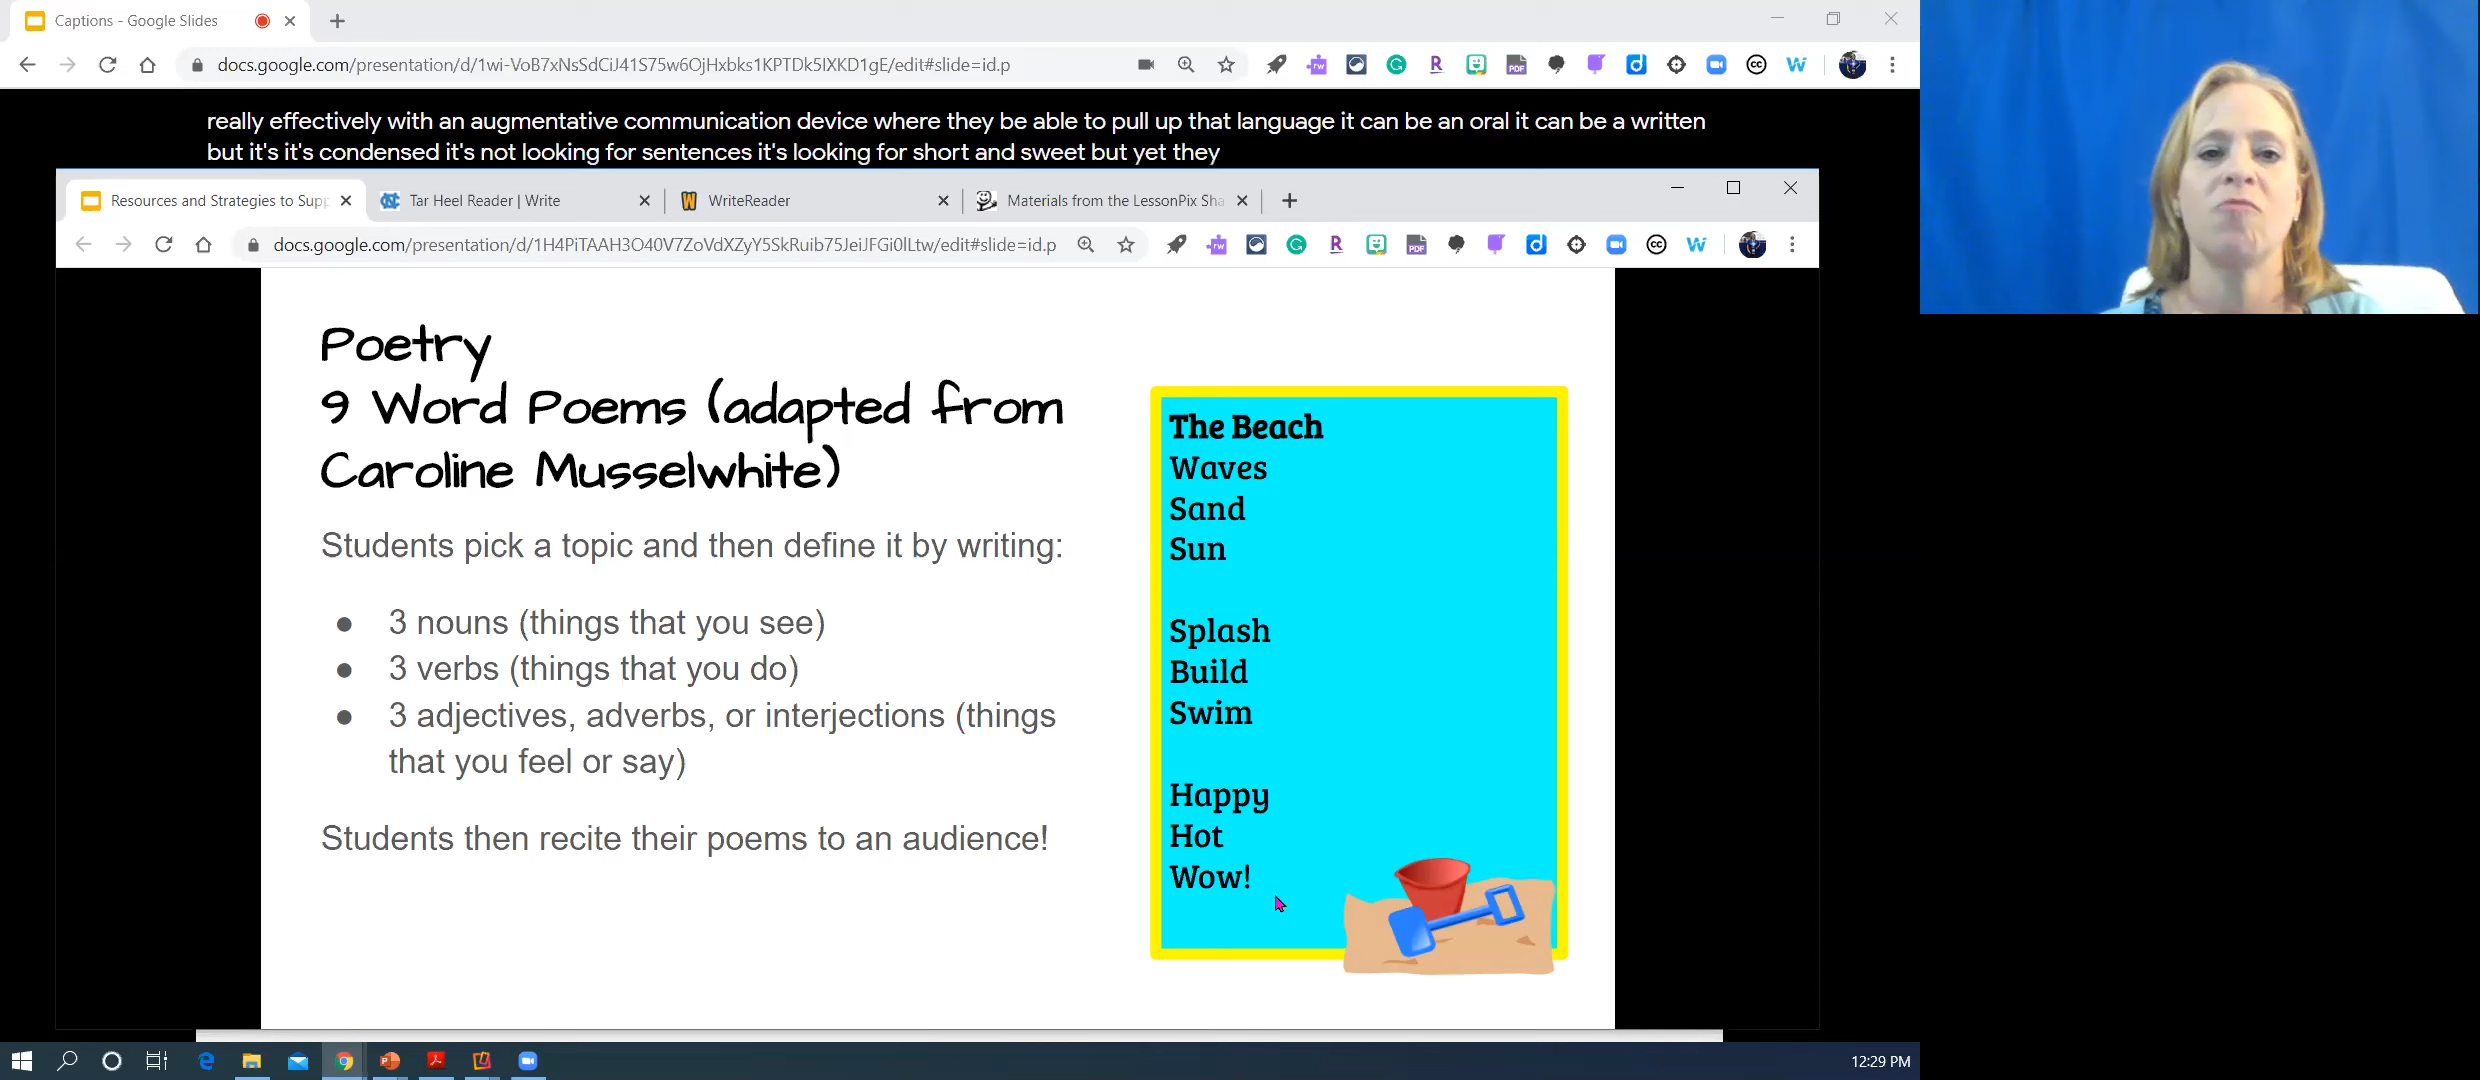 Captions - Google Slides
docs.google.com/presentation/d/1wi-VoB7xNsSdCiJ41S75w6OjHxbks1KPTDk5IXKD1gE/edit#slide=id.p
really effectively with an augmentative communication device where they be able to pull up that language it can be an oral it can be a written
but it's it's condensed it's not looking for sentences it's looking for short and sweet but yet they
Resources and Strategies to Supp
Tar Heel Reader | Write
WriteReader
Materials from the LessonPix Sha
docs.google.com/presentation/d/1H4PiTAAH3O40V7ZoVdXZyY5SkRuib75JeiJFGi0lLtw/edit#slide=id.p
Poetry
9 Word Poems (adapted from
Caroline Musselwhite)
Students pick a topic and then define it by writing:
● 3 nouns (things that you see)
● 3 verbs (things that you do)
● 3 adjectives, adverbs, or interjections (things
that you feel or say)
Students then recite their poems to an audience!
The Beach
Waves
Sand
Sun
Splash
Build
Swim
Happy
Hot
Wow!
12:29 PM